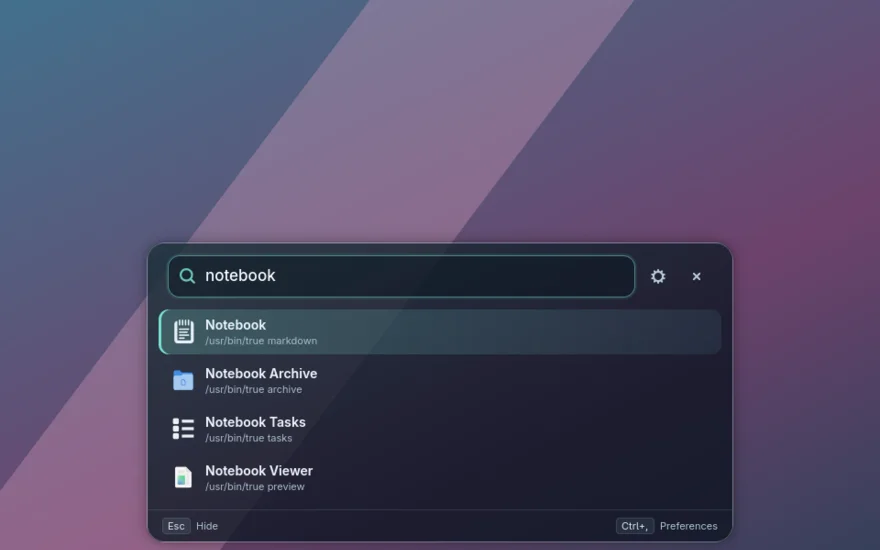 notebook
Notebook
/usr/bin/true markdown
Notebook Archive
/usr/bin/true archive
Notebook Tasks
/usr/bin/true tasks
Notebook Viewer
/usr/bin/true preview
Esc Hide Ctrl+, Preferences